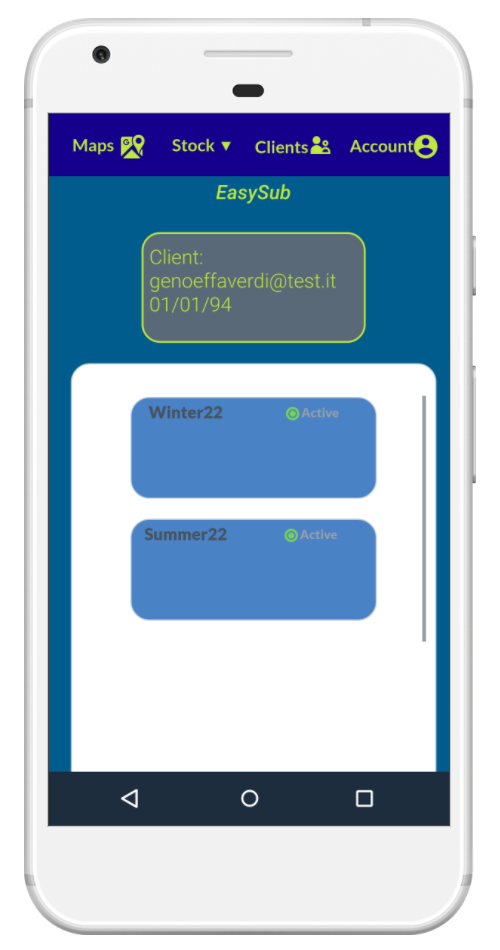 Maps Stock ▼ Clients Account
EasySub
Client:
genoeffaverdi@test.it
01/01/94
Winter22 Active
Summer22 Active